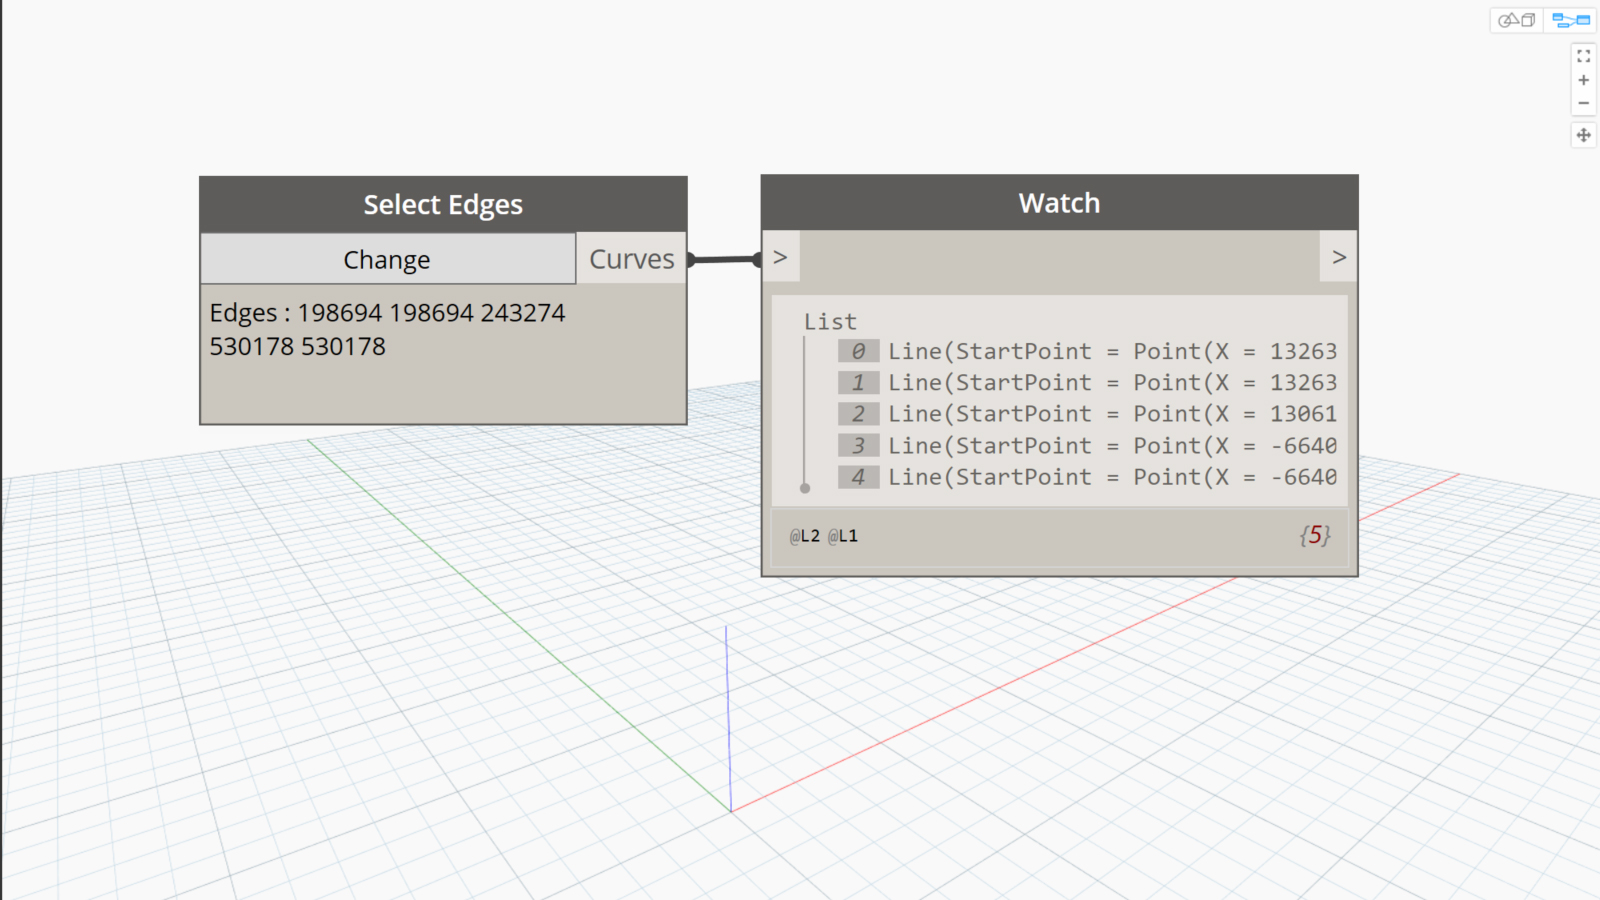 Select Edges
Change
Curves
Edges : 198694 198694 243274
530178 530178
Watch
>
>
List
0 Line(StartPoint = Point(X = 13263
1 Line(StartPoint = Point(X = 13263
2 Line(StartPoint = Point(X = 13061
3 Line(StartPoint = Point(X = -6640
4 Line(StartPoint = Point(X = -6640
@L2 @L1
{5}